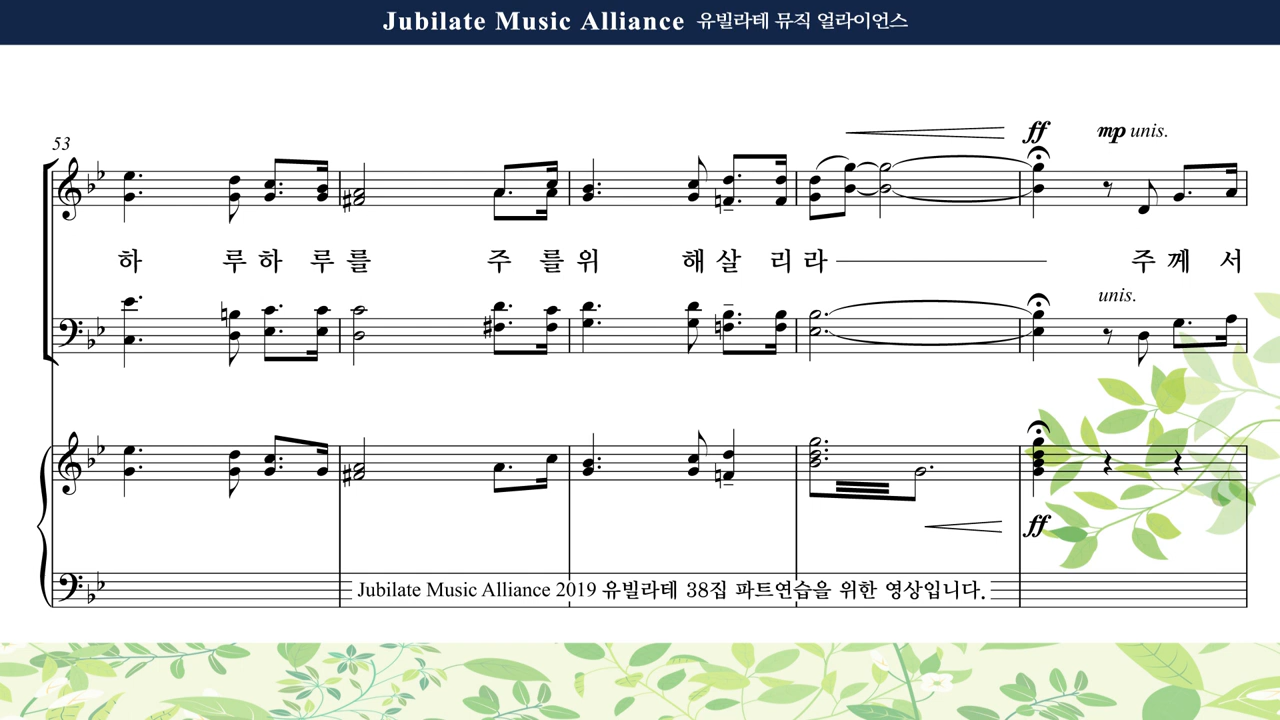 Jubilate Music Alliance 유빌라테 뮤직 얼라이언스
53
ff mp unis.
하 루 하 루 를 주 를 위 해 살 리 라 주 께 서
unis.
ff
Jubilate Music Alliance 2019 유빌라테 38집 파트연습을 위한 영상입니다.